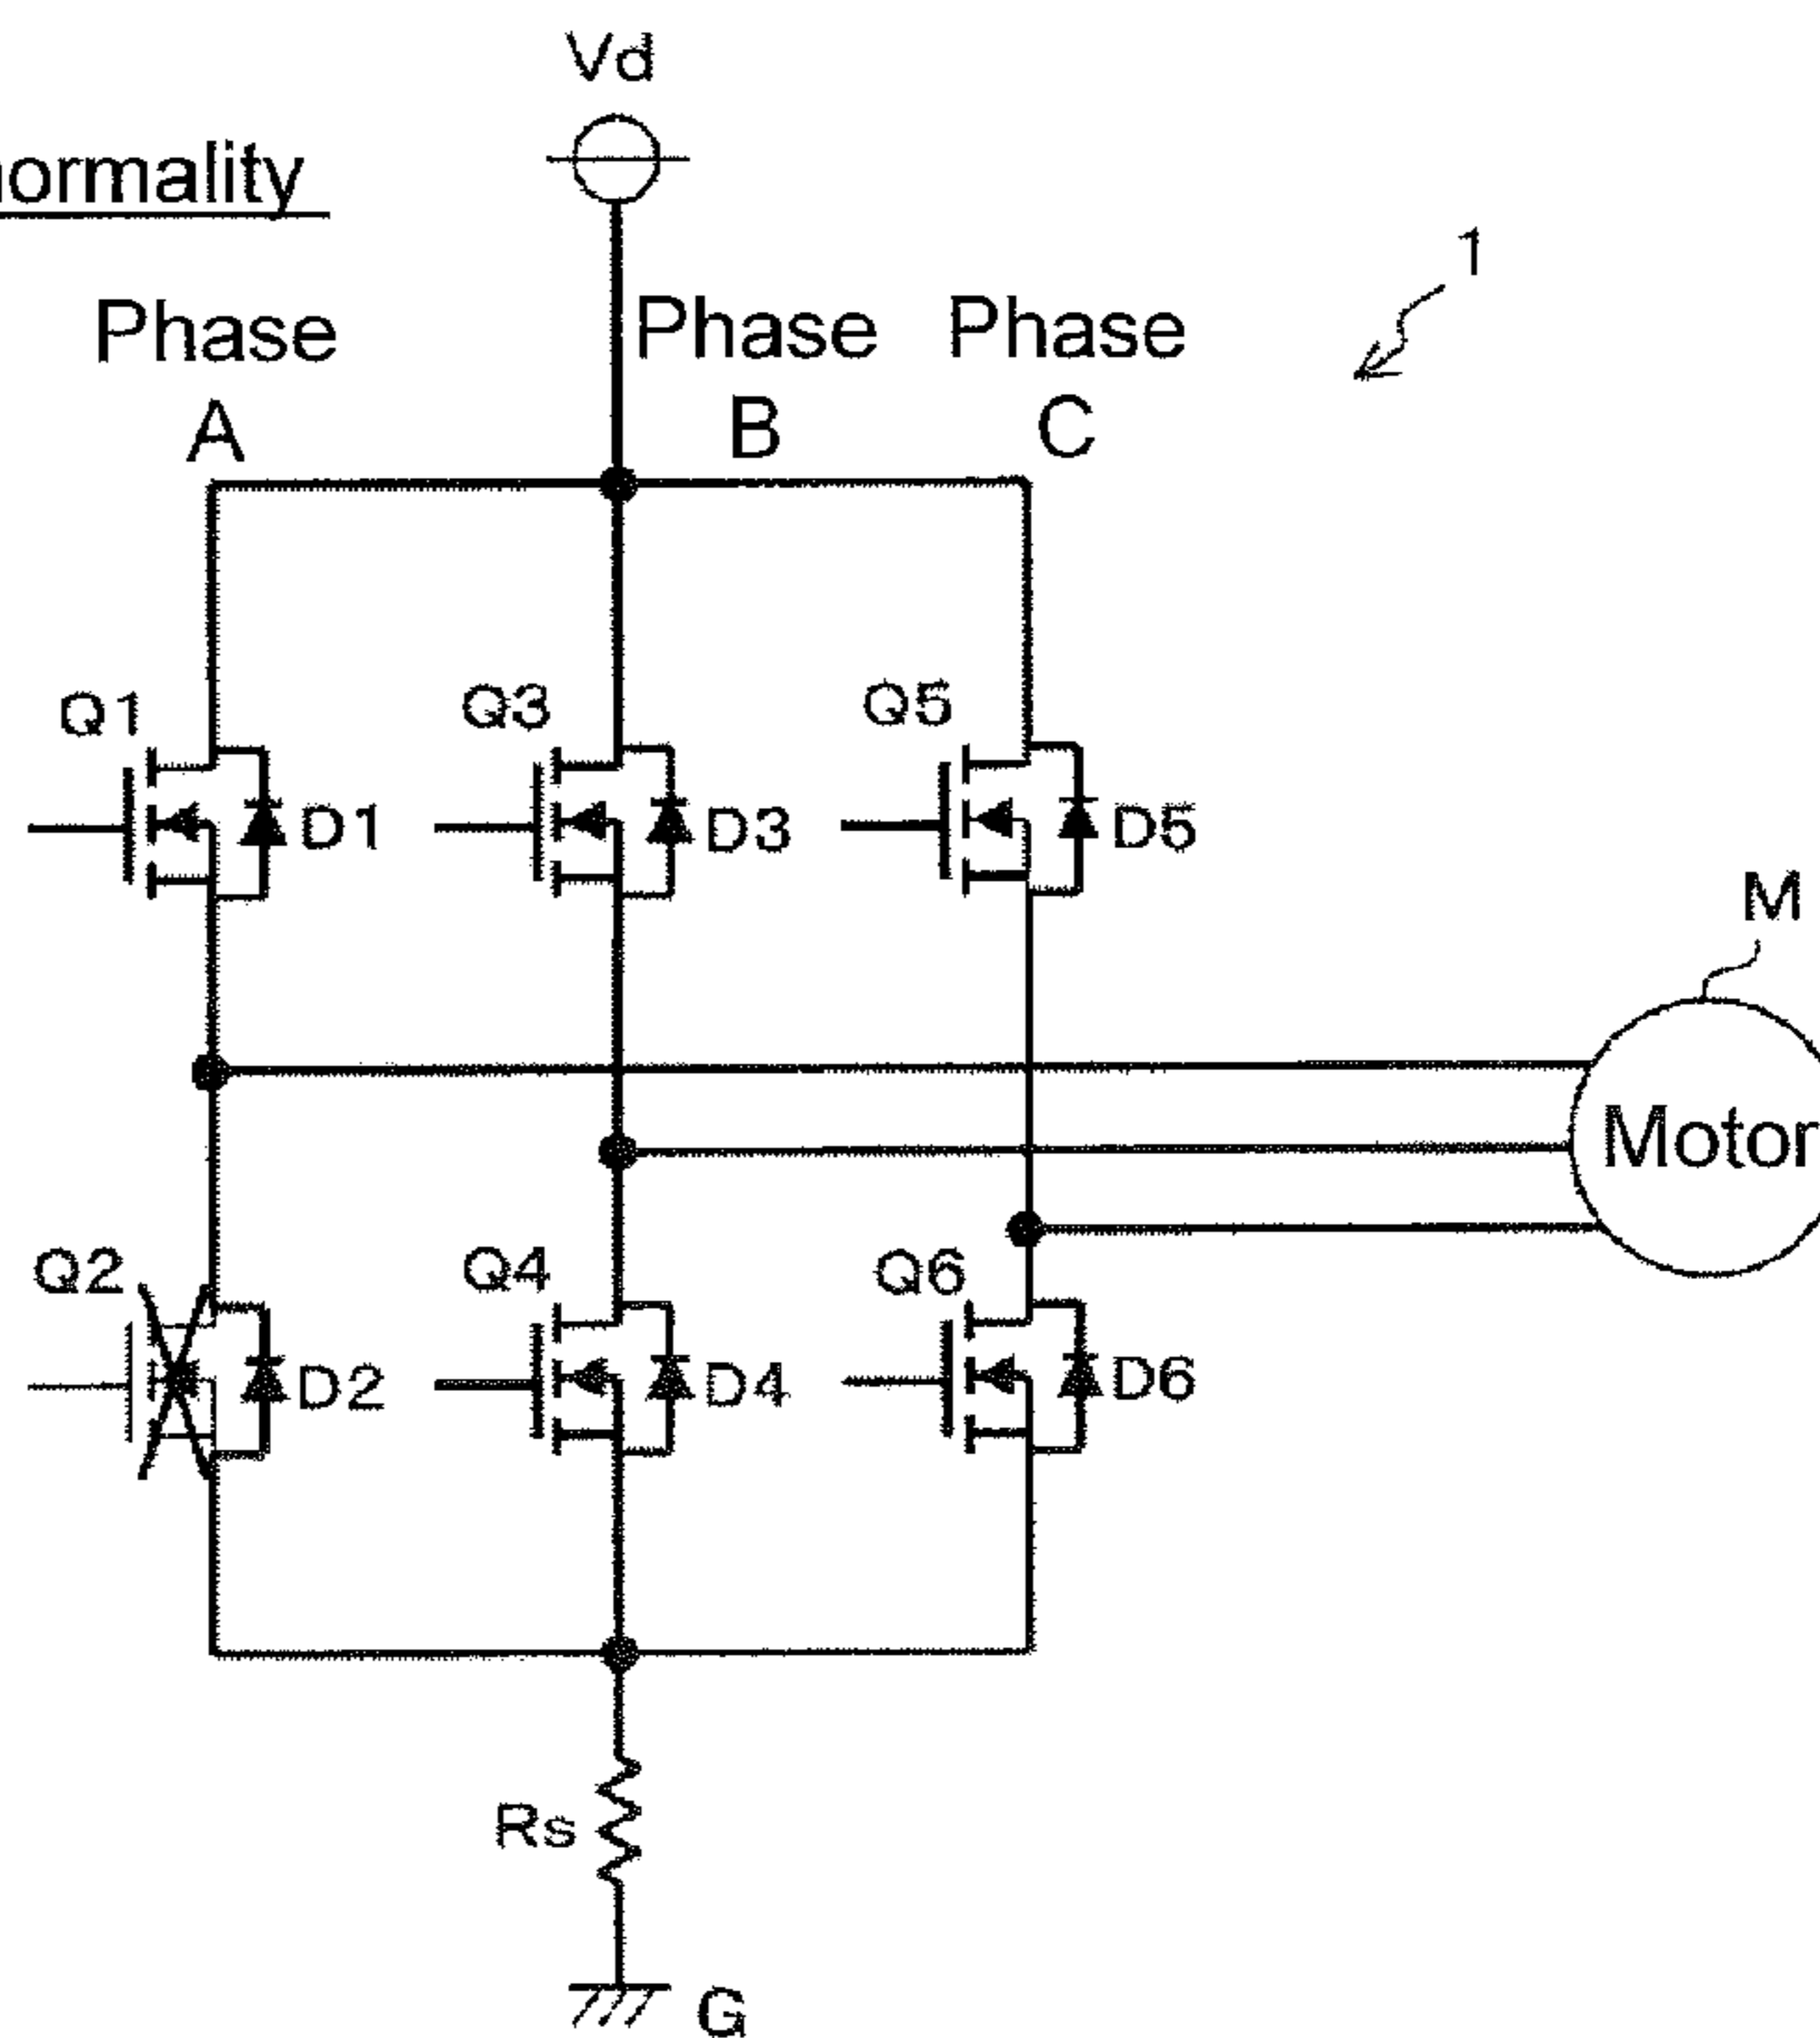 Vd
normality
1
Phase A
Phase B
Phase C
Q1
D1
Q3
D3
Q5
D5
M
Motor
Q2
D2
Q4
D4
Q6
D6
Rs
G